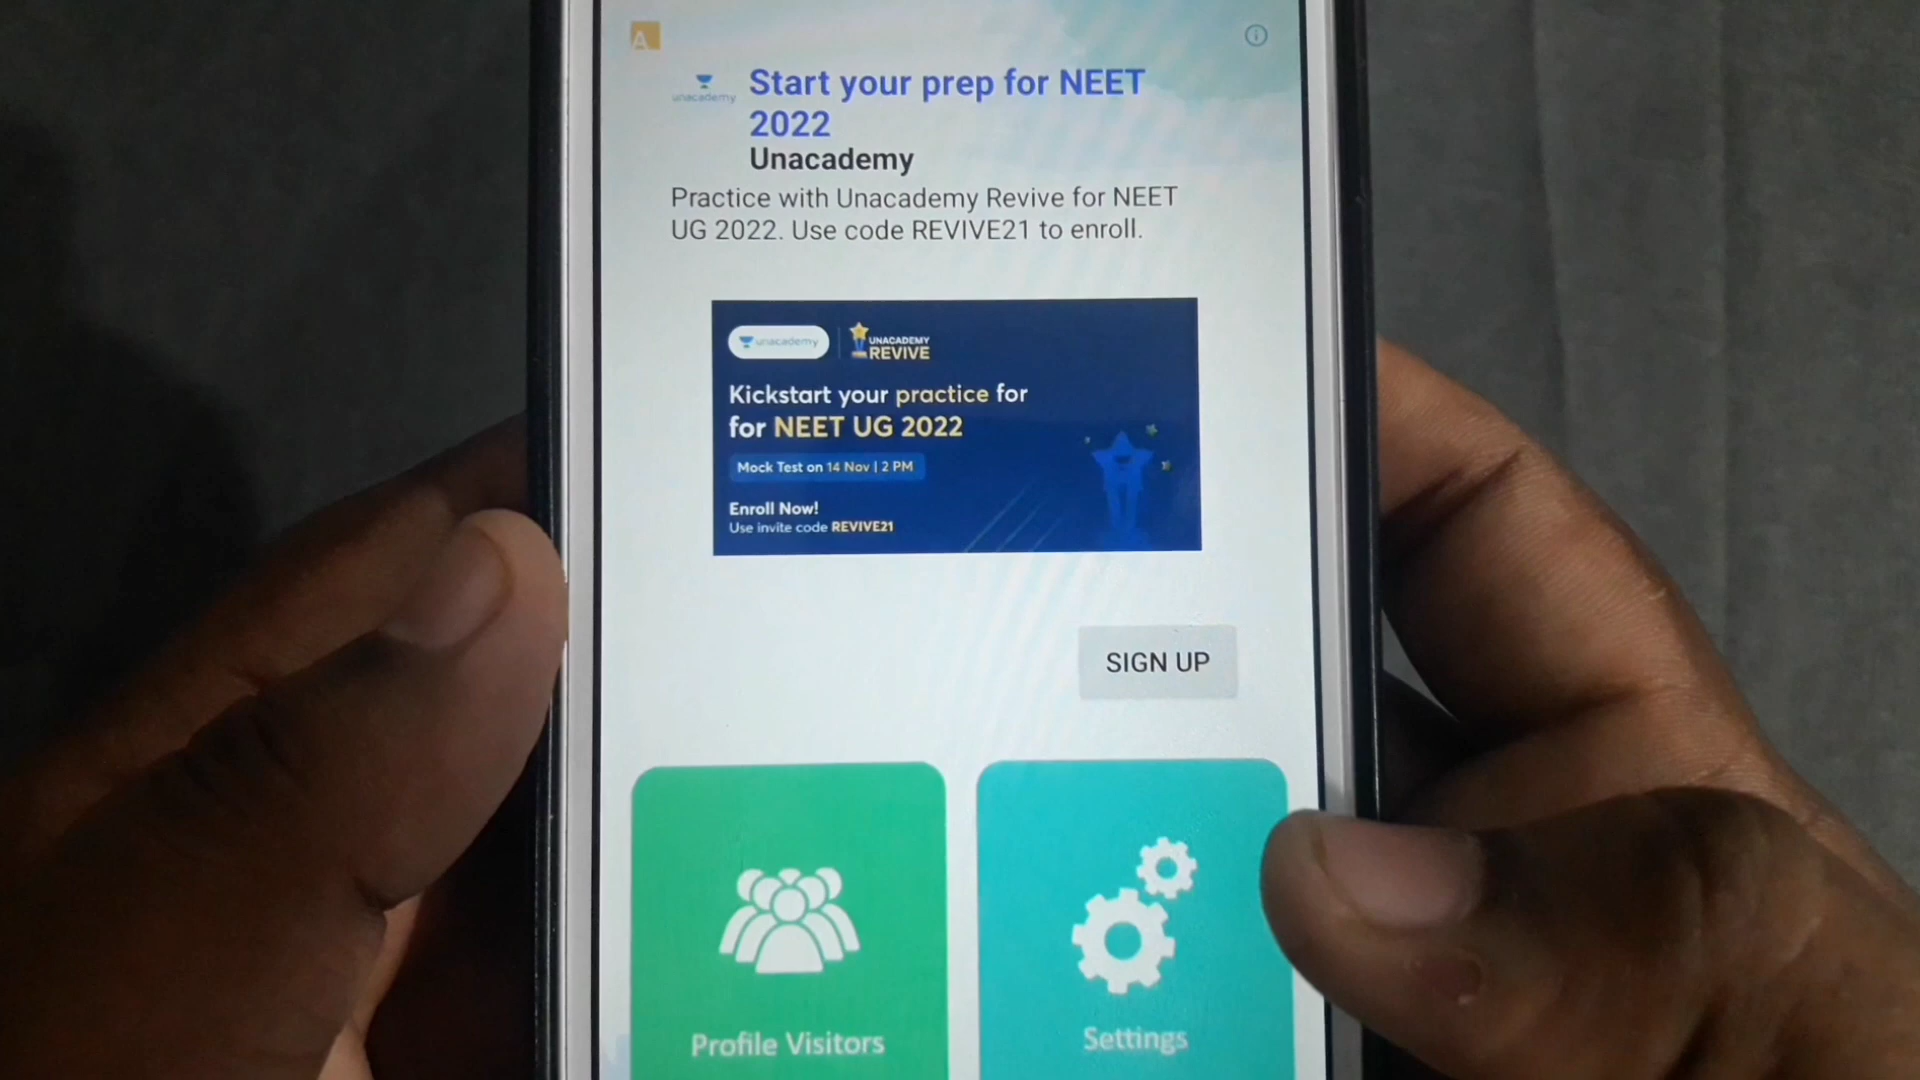 A
unacademy
Start your prep for NEET
2022
Unacademy
Practice with Unacademy Revive for NEET
UG 2022. Use code REVIVE21 to enroll.
unacademy
UNACADEMY
REVIVE
Kickstart your practice for
for NEET UG 2022
Mock Test on 14 Nov | 2 PM
Enroll Now!
Use invite code REVIVE21
SIGN UP
Profile Visitors
Settings